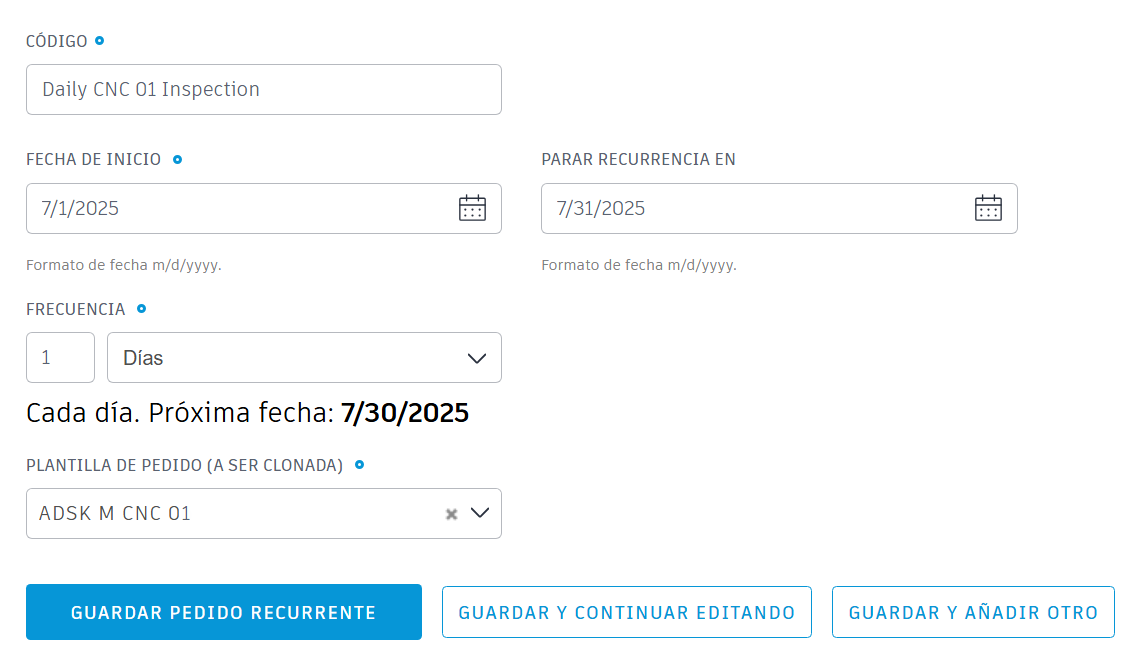 CÓDIGO
Daily CNC 01 Inspection
FECHA DE INICIO
PARAR RECURRENCIA EN
7/1/2025
7/31/2025
Formato de fecha m/d/yyyy.
Formato de fecha m/d/yyyy.
FRECUENCIA
1
Días
Cada día. Próxima fecha: 7/30/2025
PLANTILLA DE PEDIDO (A SER CLONADA)
ADSK M CNC 01
GUARDAR PEDIDO RECURRENTE
GUARDAR Y CONTINUAR EDITANDO
GUARDAR Y AÑADIR OTRO